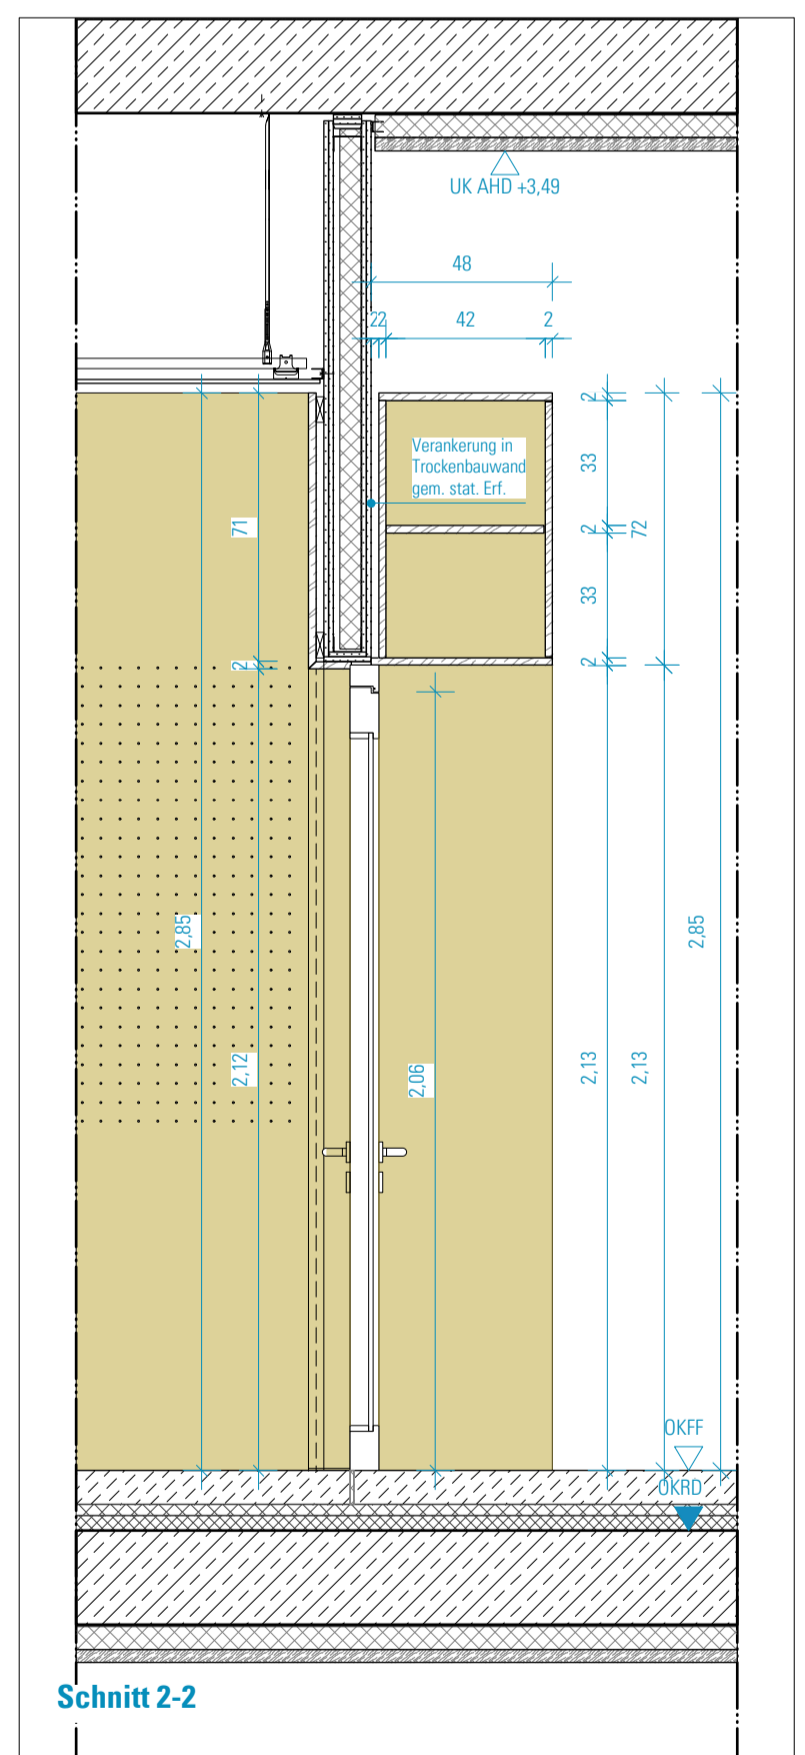 UK AHD +3,49
48
2 2
42
2
Verankerung in
Trockenbauwand
gem. stat. Erf.
2
33
2
33
2
72
71
2
2,85
2,12
2,06
2,13
2,13
2,85
OKFF
OKRD
Schnitt 2-2